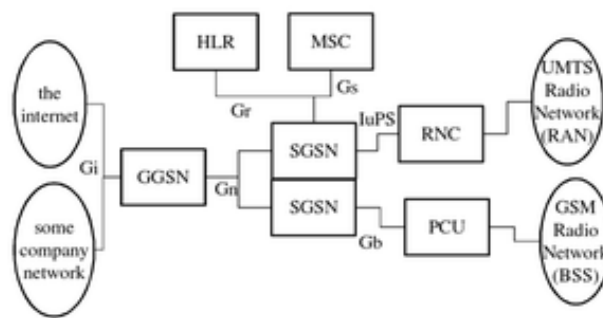 HLR
MSC
Gr
Gs
the
internet
Gi
some
company
network
GGSN
Gn
SGSN
SGSN
IuPS
RNC
Gb
PCU
UMTS
Radio
Network
(RAN)
GSM
Radio
Network
(BSS)